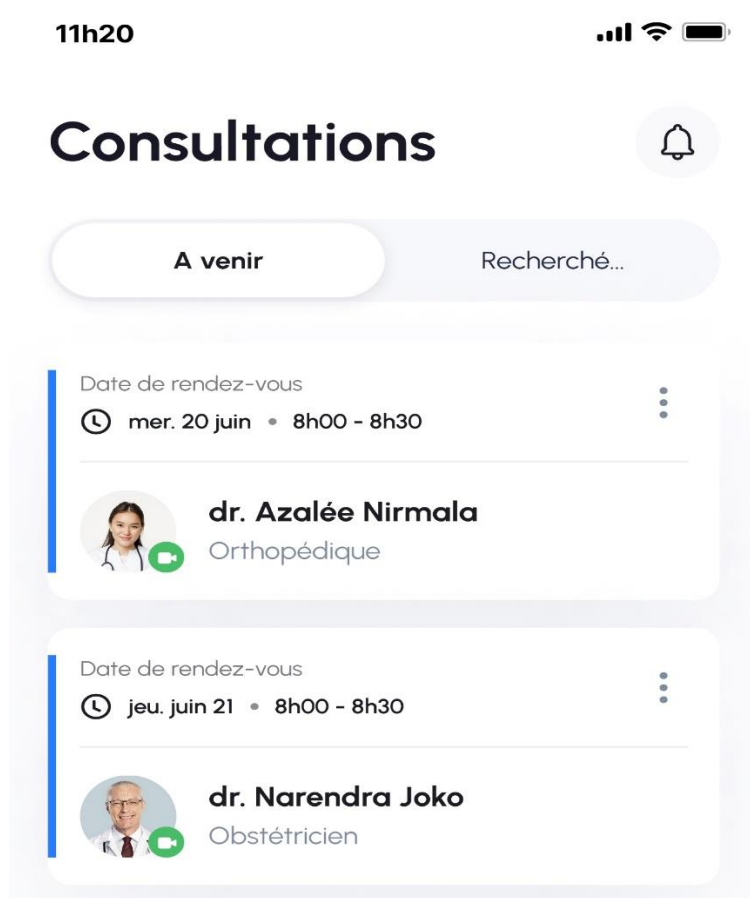 11h20
Consultations
A venir
Recherché...
Date de rendez-vous
mer. 20 juin • 8h00 - 8h30
dr. Azalée Nirmala
Orthopédique
Date de rendez-vous
jeu. juin 21 • 8h00 - 8h30
dr. Narendra Joko
Obstétricien